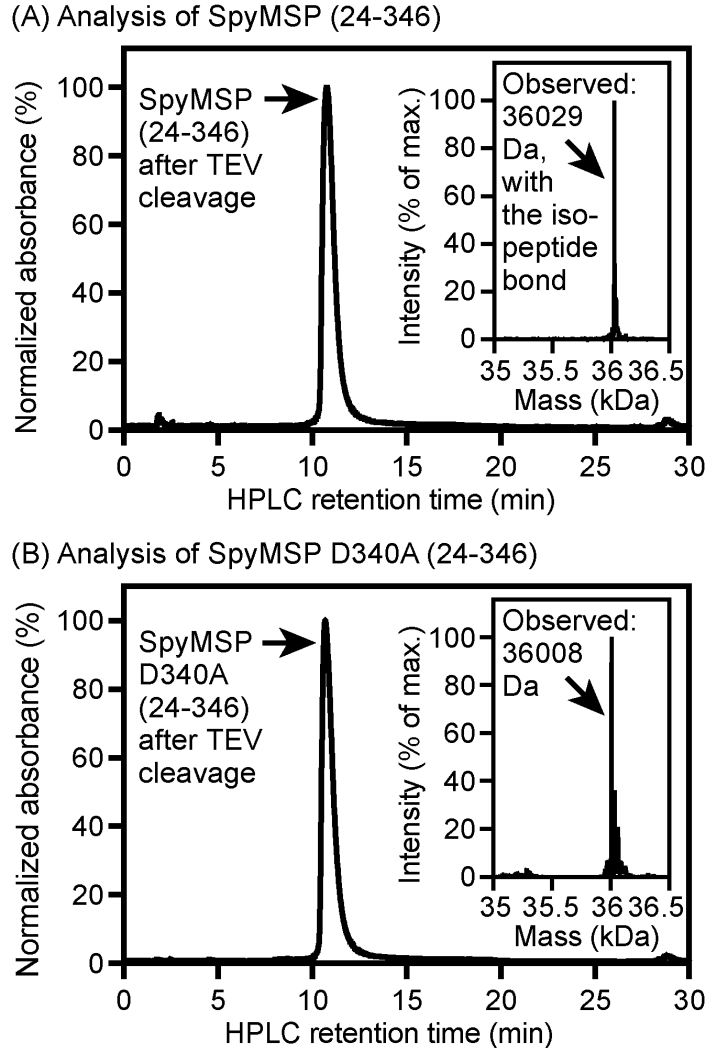 (A) Analysis of SpyMSP (24-346)
Normalized absorbance (%)
100
80
60
40
20
0
SpyMSP
(24-346)
after TEV
cleavage
Intensity (% of max.)
100
80
60
40
20
0
Observed:
36029
Da,
with
the iso-
peptide
bond
35 35.5 36 36.5
Mass (kDa)
0 5 10 15 20 25 30
HPLC retention time (min)
(B) Analysis of SpyMSP D340A (24-346)
Normalized absorbance (%)
100
80
60
40
20
0
SpyMSP
D340A
(24-346)
after TEV
cleavage
Intensity (% of max.)
100
80
60
40
20
0
Observed:
36008
Da
35 35.5 36 36.5
Mass (kDa)
0 5 10 15 20 25 30
HPLC retention time (min)